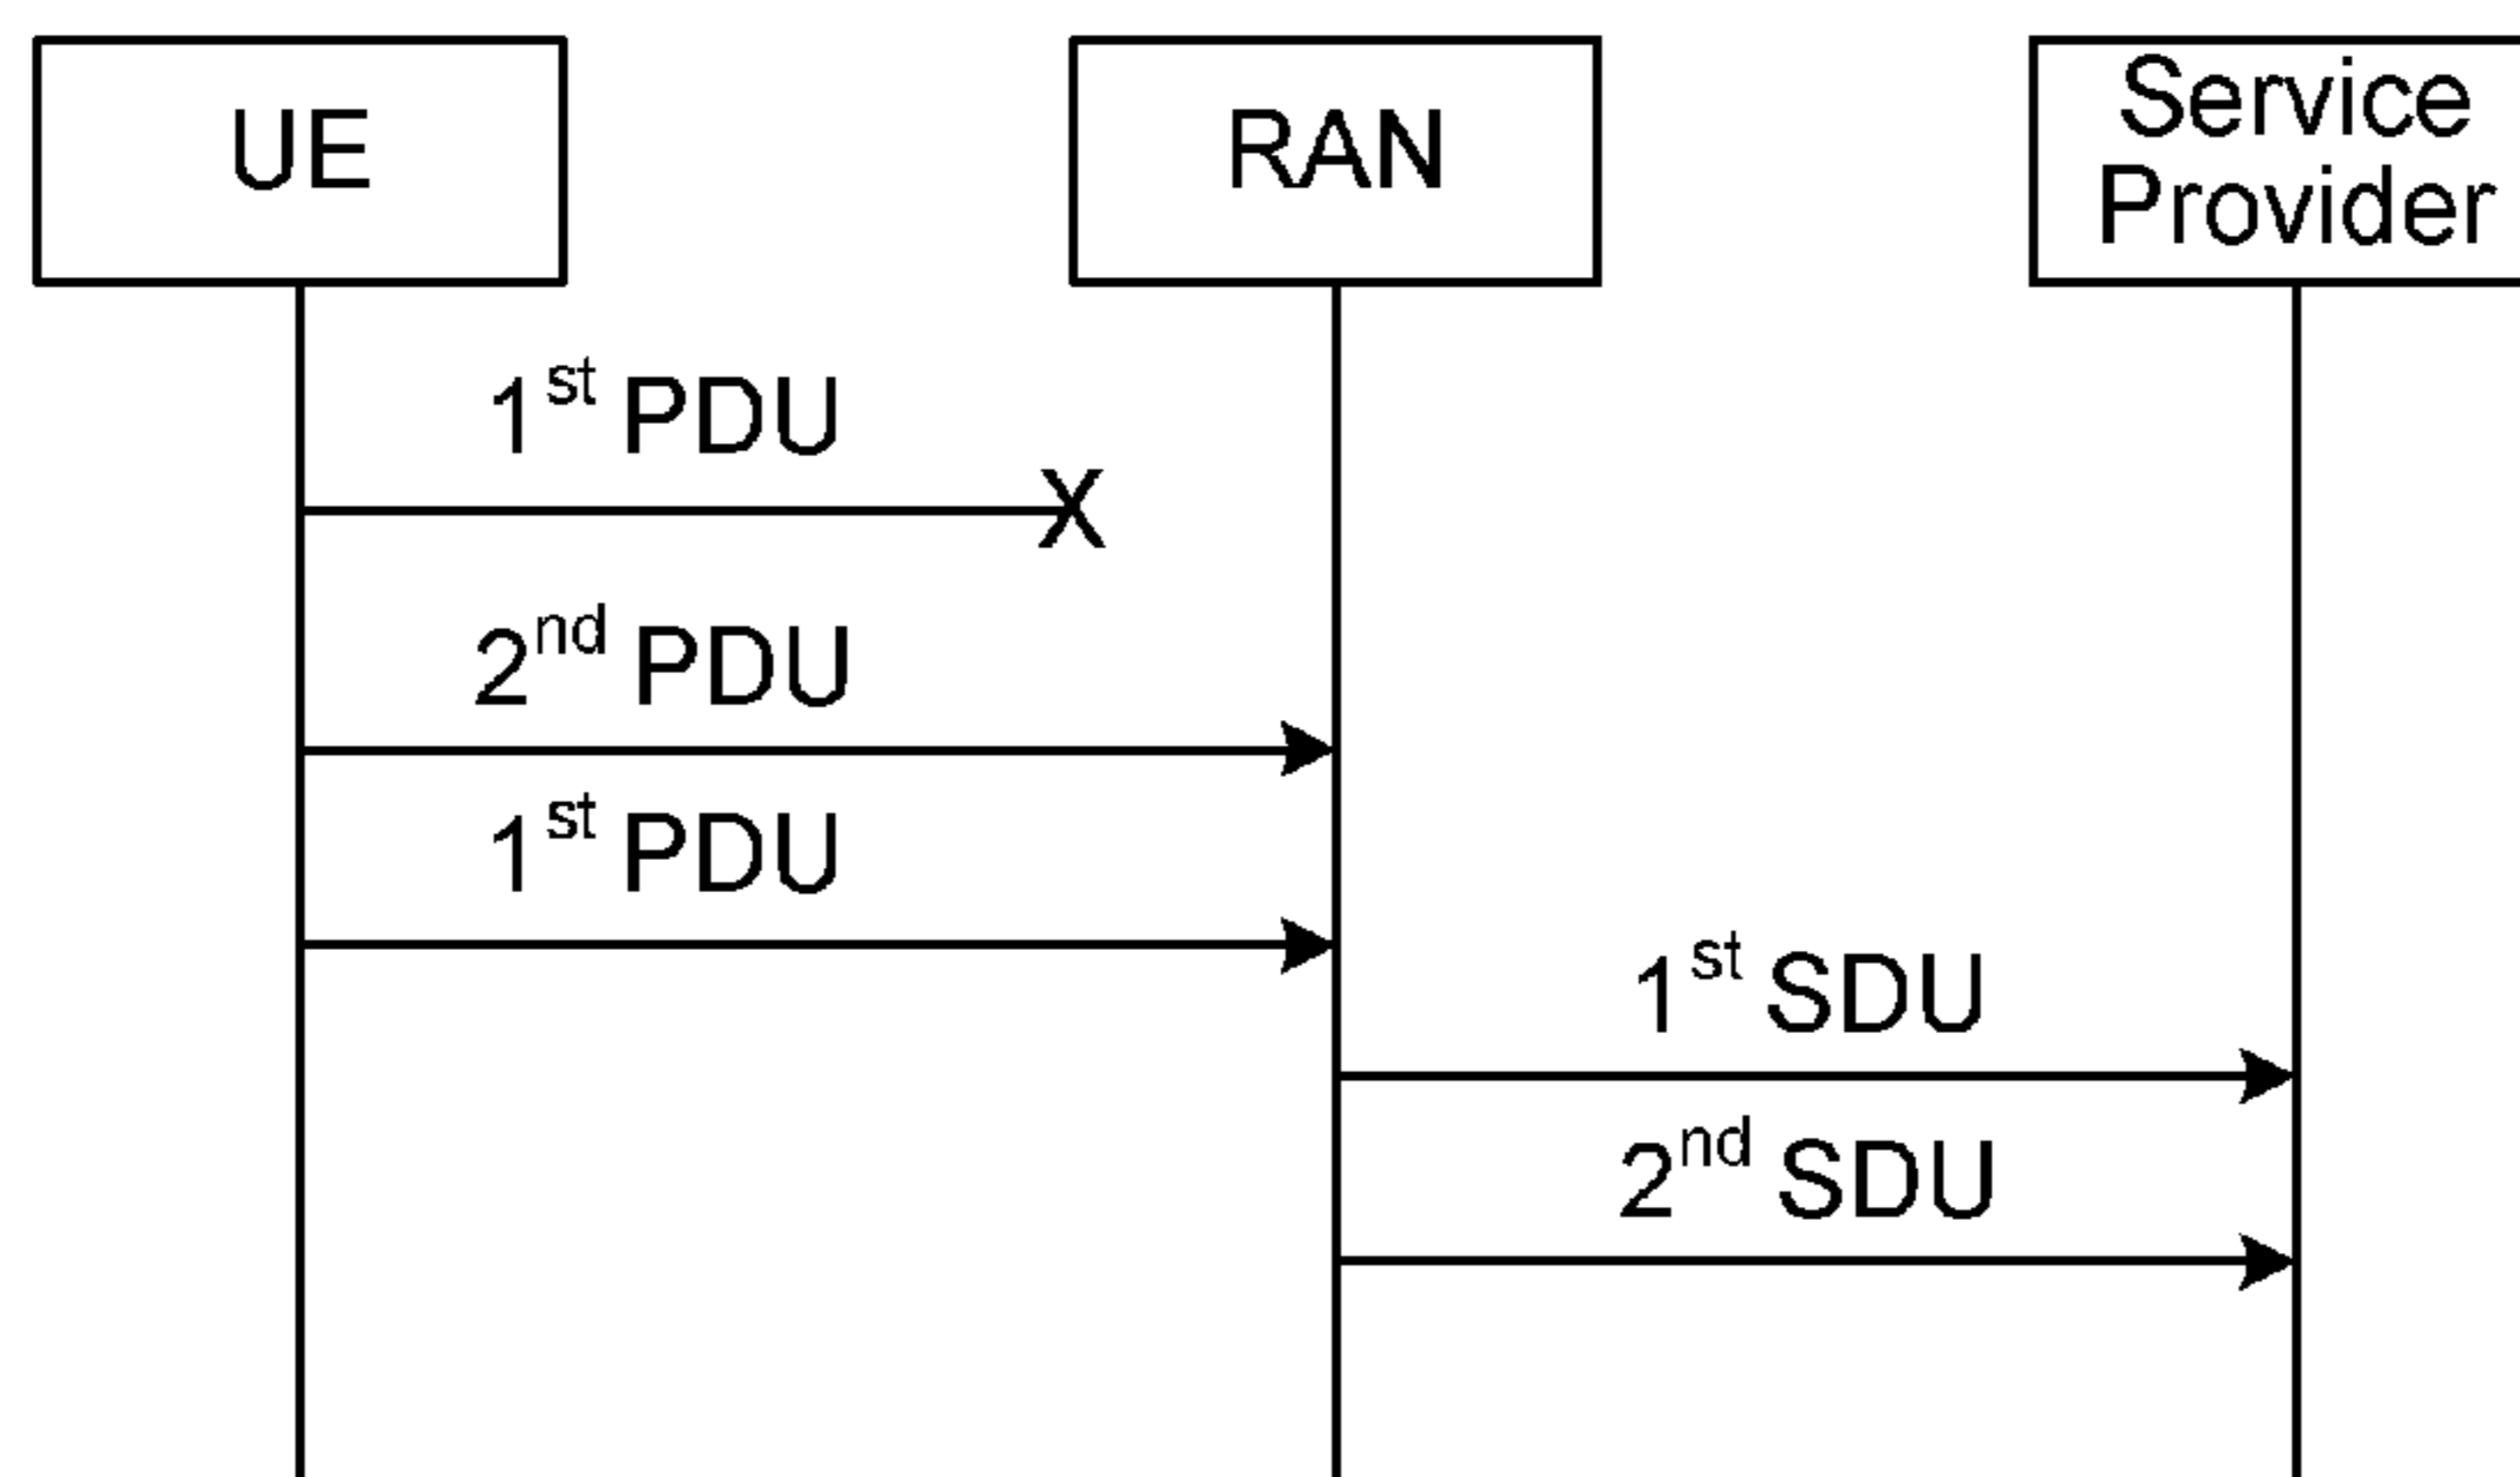 UE
RAN
Service
Provider
1st PDU
X
2nd PDU
1st PDU
1st SDU
2nd SDU